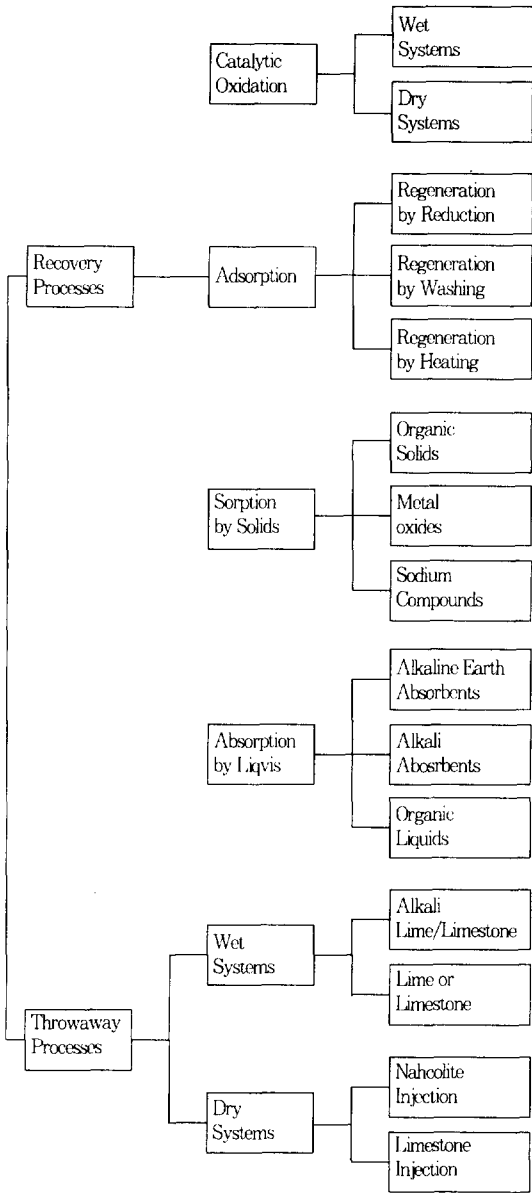 Catalytic
Oxidation
Wet
Systems
Dry
Systems
Recovery
Processes
Adsorption
Regeneration
by Reduction
Regeneration
by Washing
Regeneration
by Heating
Sorption
by Solids
Organic
Solids
Metal
oxides
Sodium
Compounds
Absorption
by Liqvis
Alkaline Earth
Absorbents
Alkali
Abosrbents
Organic
Liquids
Throwaway
Processes
Wet
Systems
Alkali
Lime/Limestone
Lime or
Limestone
Dry
Systems
Nahcolite
Injection
Limestone
Injection